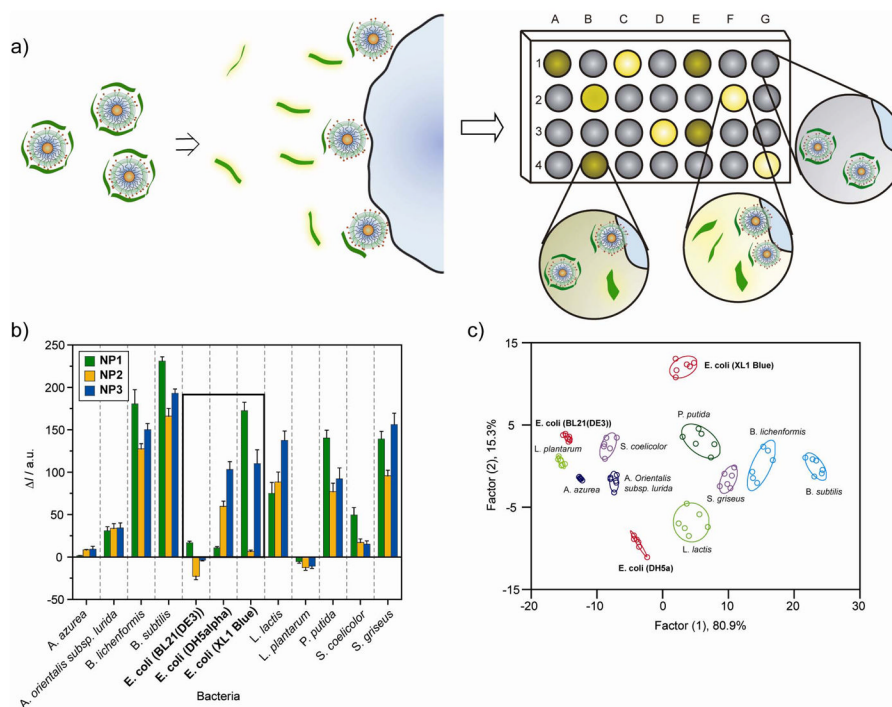 a)
A B C D E F G
1
2
3
4
b)
250
200
150
100
50
0
-50
ΔI / a.u.
NP1
NP2
NP3
A. azurea
A. orientalis subsp. lurida
B. lichenformis
B. subtilis
E. coli (BL21(DE3))
E. coli (DH5alpha)
E. coli (XL1 Blue)
L. lactis
L. plantarum
P. putida
S. coelicolor
S. griseus
Bacteria
c)
15
5
-5
-15
Factor (2), 15.3%
E. coli (XL1 Blue)
E. coli (BL21(DE3))
P. putida
L. plantarum
S. coelicolor
B. lichenformis
A. azurea
A. Orientalis
subsp. lurida
S. griseus
B. subtilis
L. lactis
E. coli (DH5a)
-20 -10 0 10 20 30
Factor (1), 80.9%